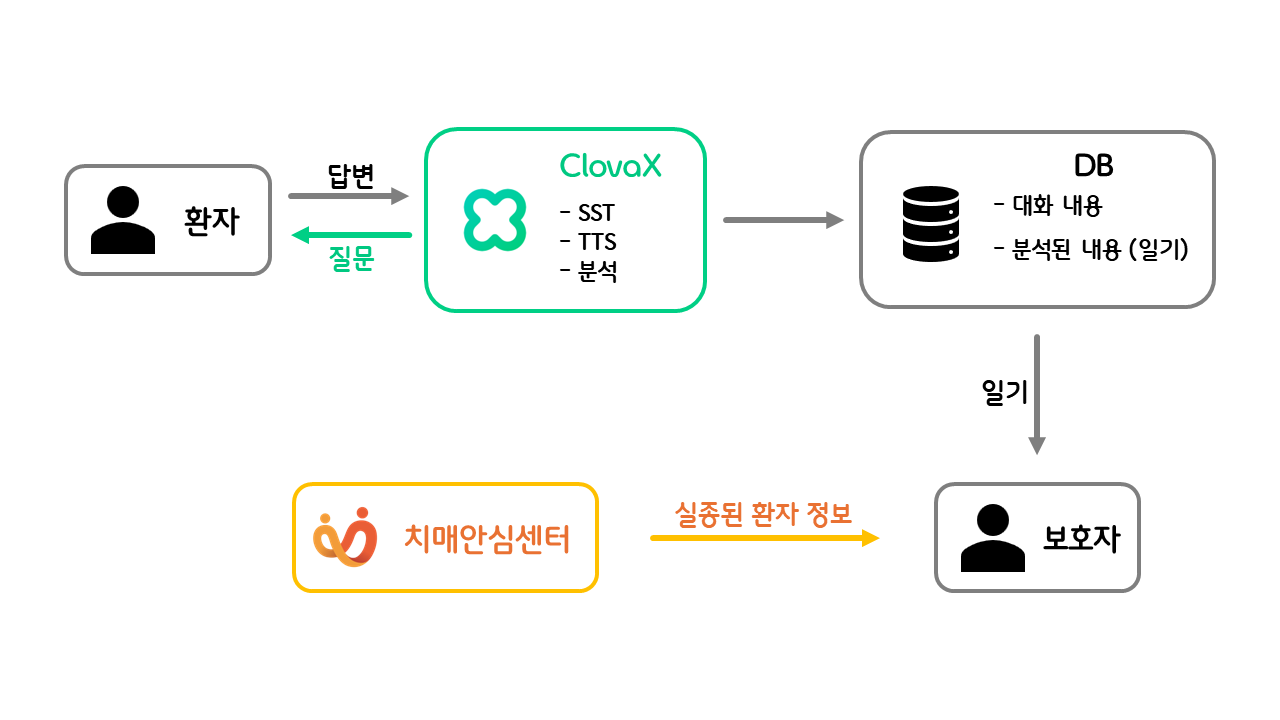 환자
답변
질문
ClovaX
- SST
- TTS
- 분석
DB
- 대화 내용
- 분석된 내용 (일기)
일기
치매안심센터
실종된 환자 정보
보호자